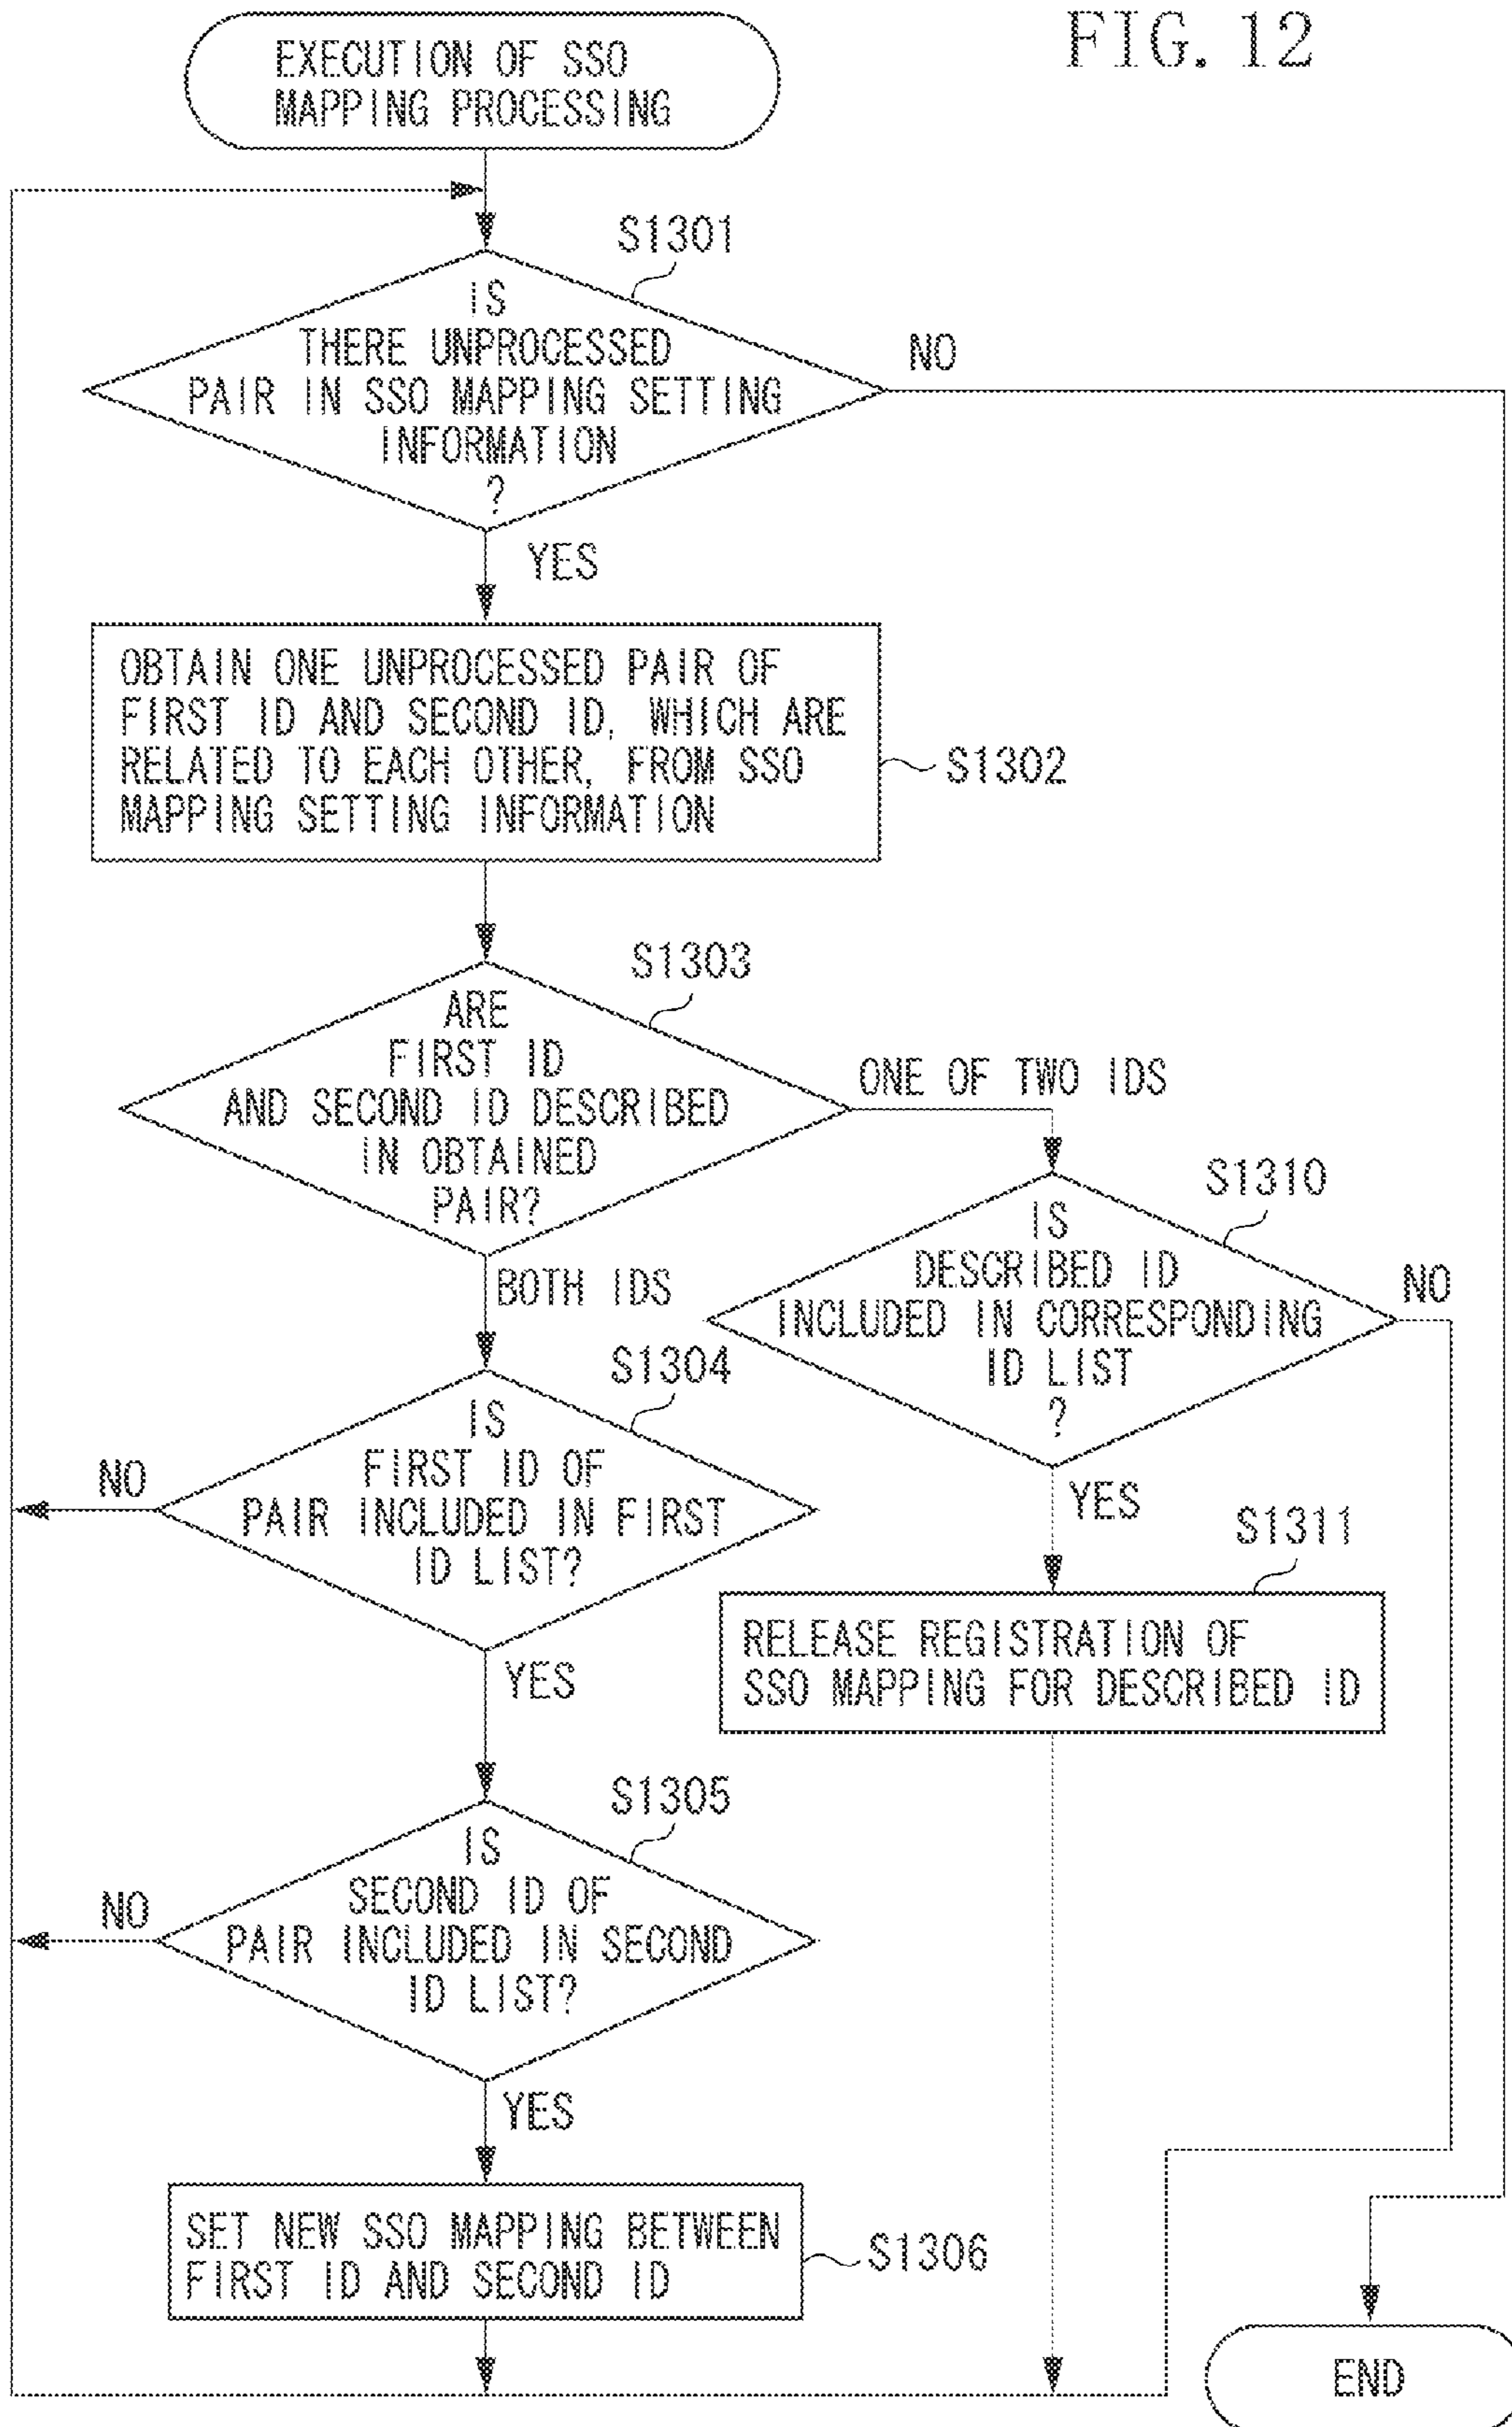 FIG. 12
EXECUTION OF SSO
MAPPING PROCESSING
S1301
IS
THERE UNPROCESSED
PAIR IN SSO MAPPING SETTING
INFORMATION
?
NO
YES
OBTAIN ONE UNPROCESSED PAIR OF
FIRST ID AND SECOND ID, WHICH ARE
RELATED TO EACH OTHER, FROM SSO
MAPPING SETTING INFORMATION
S1302
S1303
ARE
FIRST ID
AND SECOND ID DESCRIBED
IN OBTAINED
PAIR?
ONE OF TWO IDS
BOTH IDS
S1310
IS
DESCRIBED ID
INCLUDED IN CORRESPONDING
ID LIST
?
NO
YES
S1304
IS
FIRST ID OF
PAIR INCLUDED IN FIRST
ID LIST?
NO
YES
S1311
RELEASE REGISTRATION OF
SSO MAPPING FOR DESCRIBED ID
S1305
IS
SECOND ID OF
PAIR INCLUDED IN SECOND
ID LIST?
NO
YES
SET NEW SSO MAPPING BETWEEN
FIRST ID AND SECOND ID
S1306
END